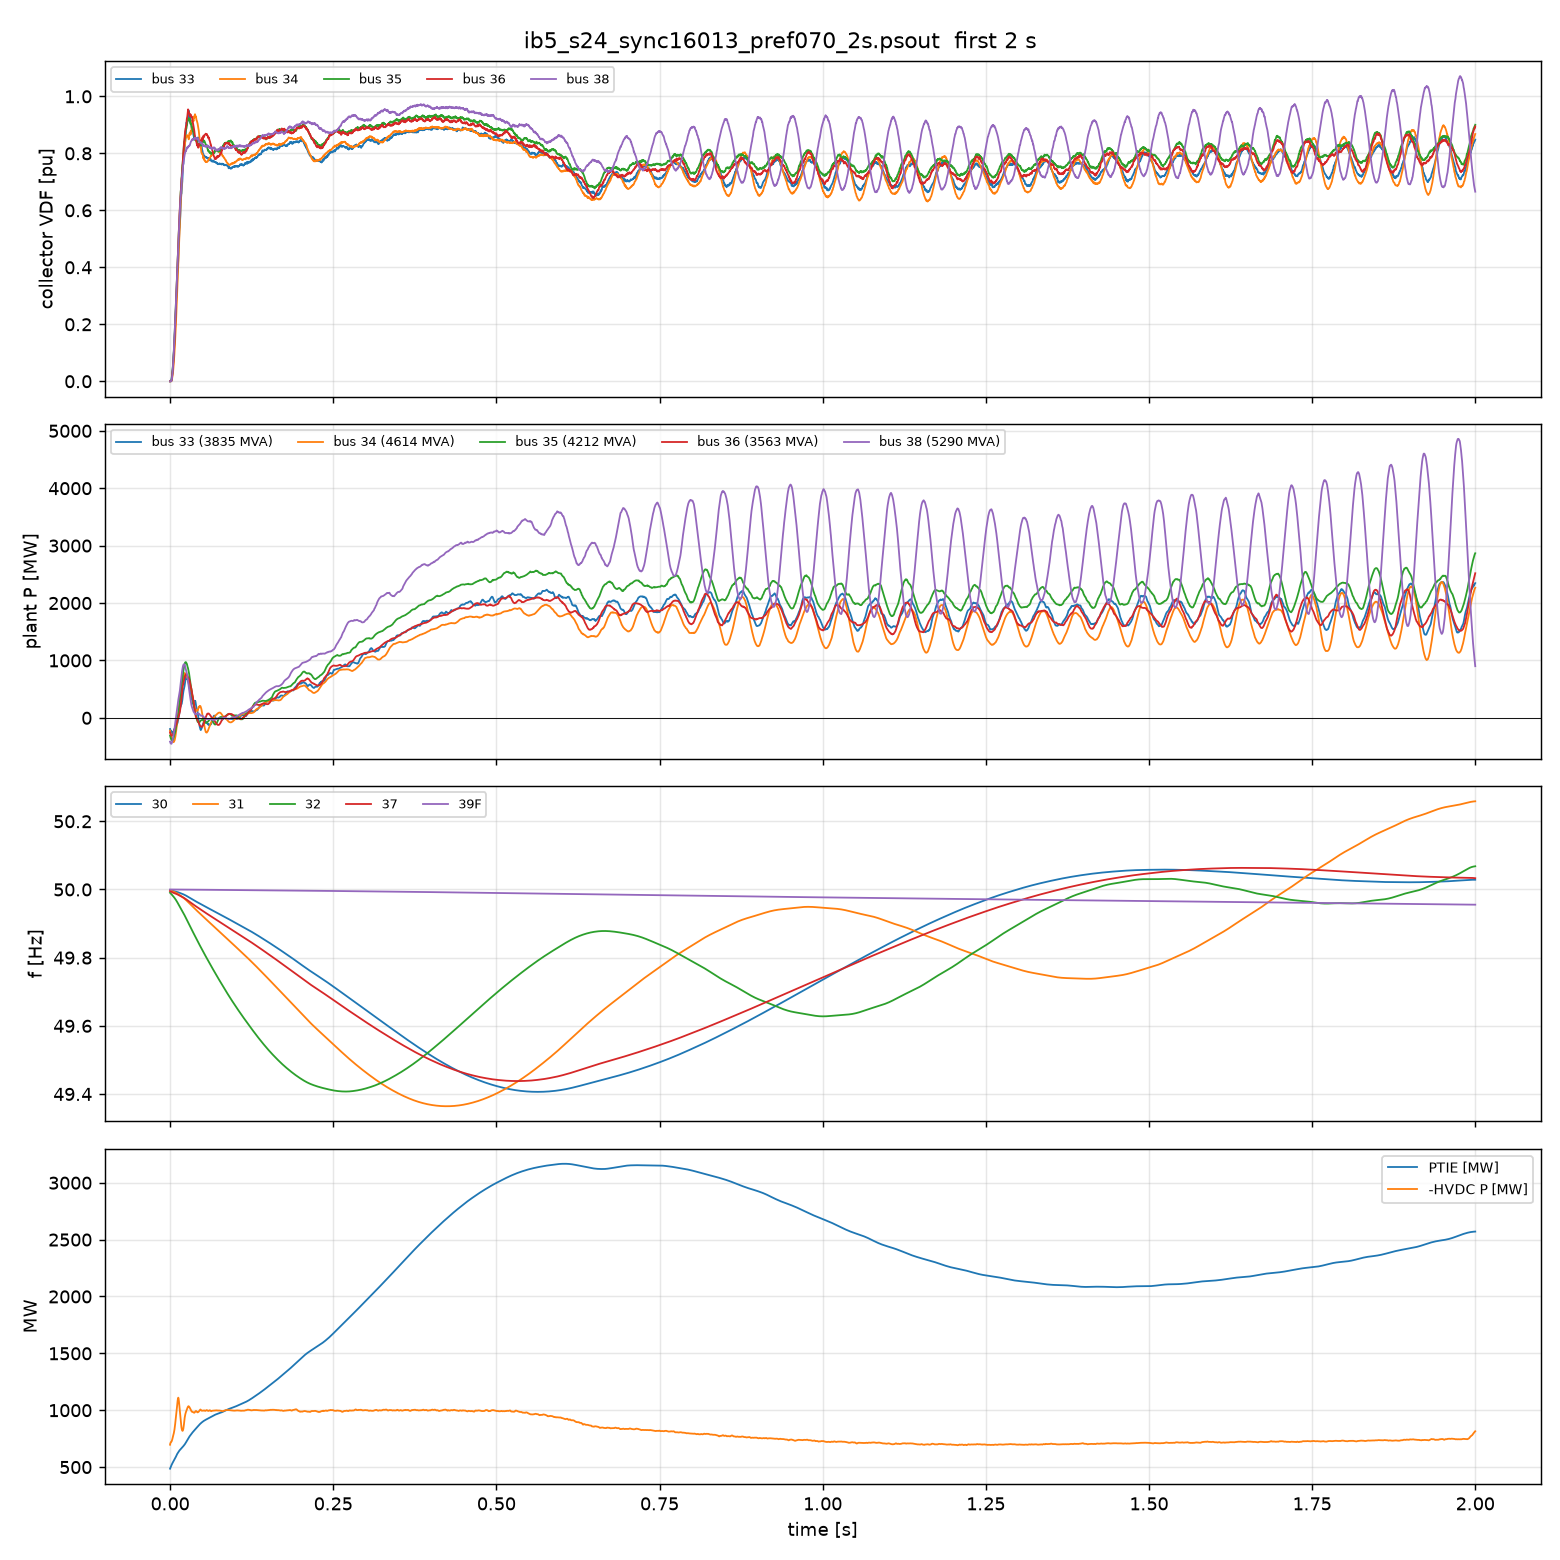 ib5_s24_sync16013_pref070_2s.psout  first 2 s
bus 33 bus 34 bus 35 bus 36 bus 38
1.0
0.8
0.6
0.4
0.2
0.0
collector VDF [pu]
bus 33 (3835 MVA) bus 34 (4614 MVA) bus 35 (4212 MVA) bus 36 (3563 MVA) bus 38 (5290 MVA)
5000
4000
3000
2000
1000
0
plant P [MW]
30 31 32 37 39F
50.2
50.0
49.8
49.6
49.4
f [Hz]
PTIE [MW]
-HVDC P [MW]
3000
2500
2000
1500
1000
500
MW
0.00 0.25 0.50 0.75 1.00 1.25 1.50 1.75 2.00
time [s]